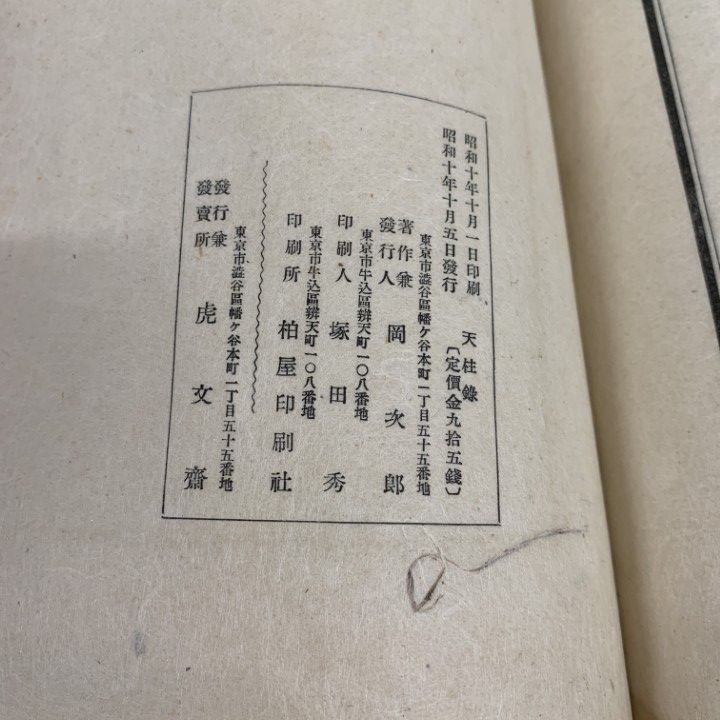 昭和十年十月一日印刷
昭和十年十月五日發行
天柱錄
〔定價金九拾五錢〕
東京市澁谷區幡ヶ谷本町一丁目五十五番地
著作兼
發行人
岡次郎
東京市牛込區辨天町一〇八番地
印刷人 塚田秀
東京市牛込區辨天町一〇八番地
印刷所 柏屋印刷社
東京市澁谷區幡ヶ谷本町一丁目五十五番地
發行兼
發賣所
虎文齋